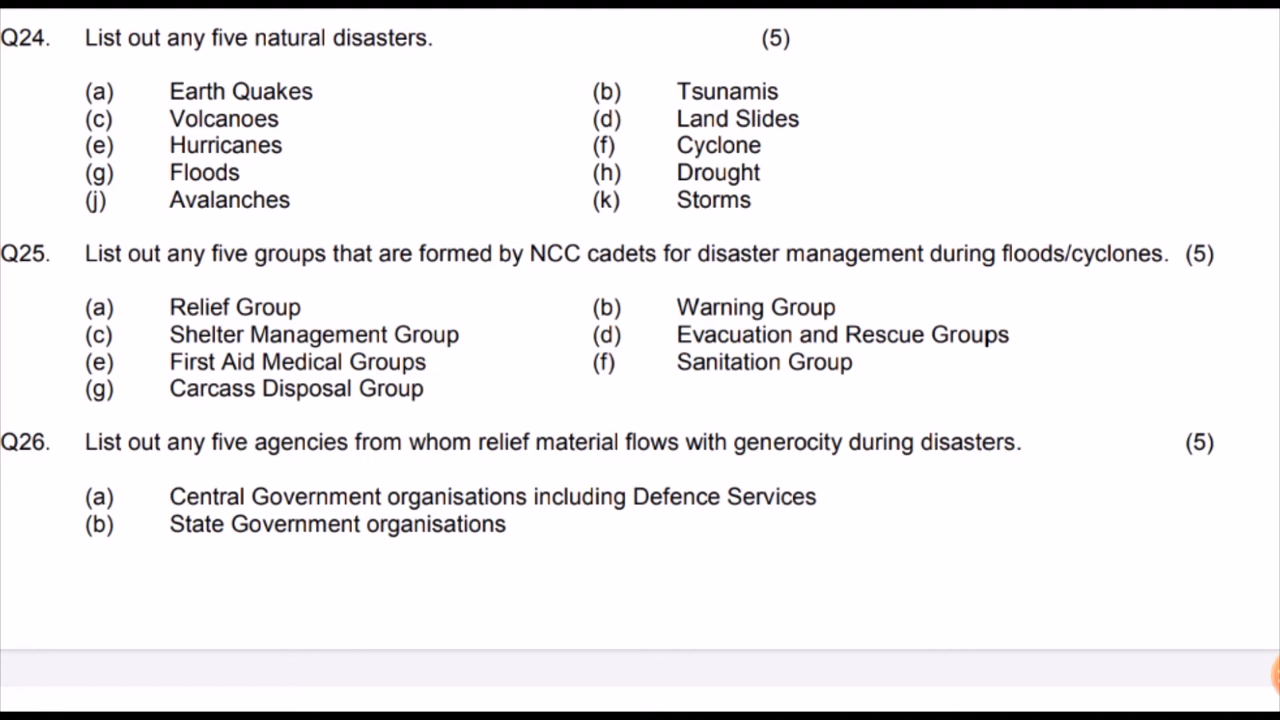 Q24. List out any five natural disasters. (5)
(a) Earth Quakes (b) Tsunamis
(c) Volcanoes (d) Land Slides
(e) Hurricanes (f) Cyclone
(g) Floods (h) Drought
(j) Avalanches (k) Storms
Q25. List out any five groups that are formed by NCC cadets for disaster management during floods/cyclones. (5)
(a) Relief Group (b) Warning Group
(c) Shelter Management Group (d) Evacuation and Rescue Groups
(e) First Aid Medical Groups (f) Sanitation Group
(g) Carcass Disposal Group
Q26. List out any five agencies from whom relief material flows with generocity during disasters. (5)
(a) Central Government organisations including Defence Services
(b) State Government organisations